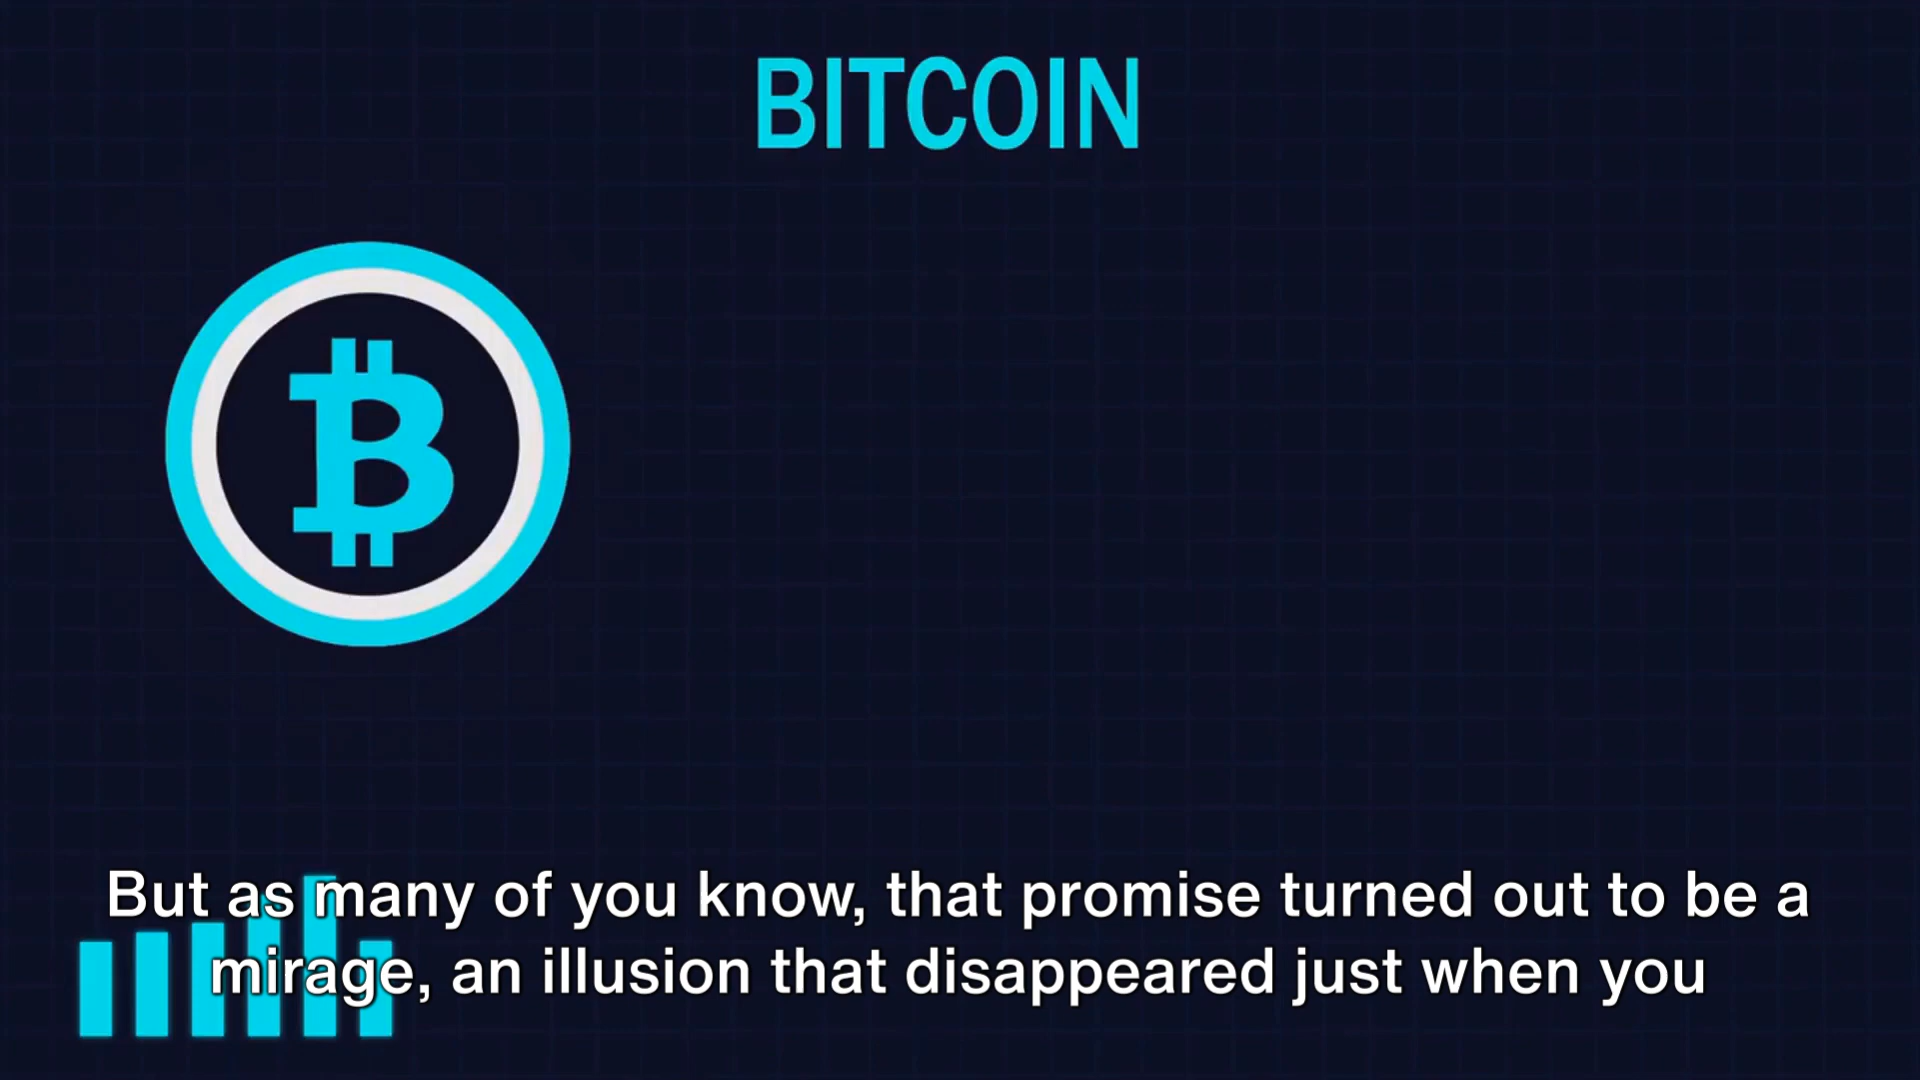 BITCOIN
But as many of you know, that promise turned out to be a
mirage, an illusion that disappeared just when you